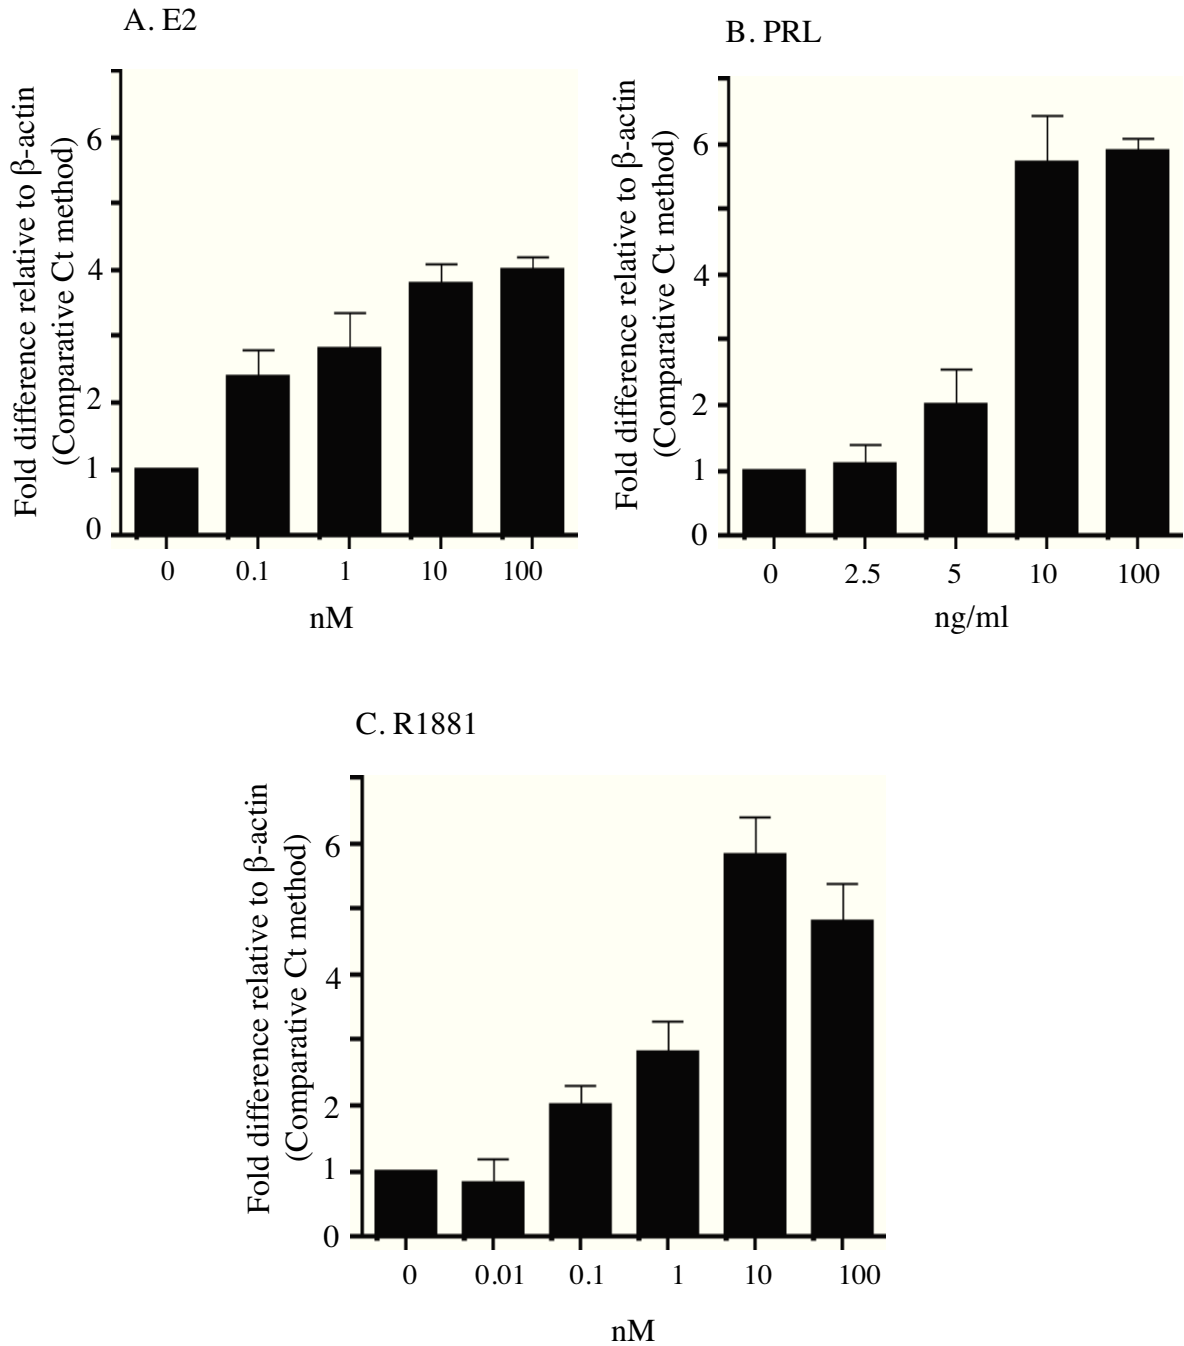 A. E2
Fold difference relative to β-actin
(Comparative Ct method)
6
4
2
1
0
0 0.1 1 10 100
nM
B. PRL
Fold difference relative to β-actin
(Comparative Ct method)
6
4
2
1
0
0 2.5 5 10 100
ng/ml
C. R1881
Fold difference relative to β-actin
(Comparative Ct method)
6
4
2
1
0
0 0.01 0.1 1 10 100
nM